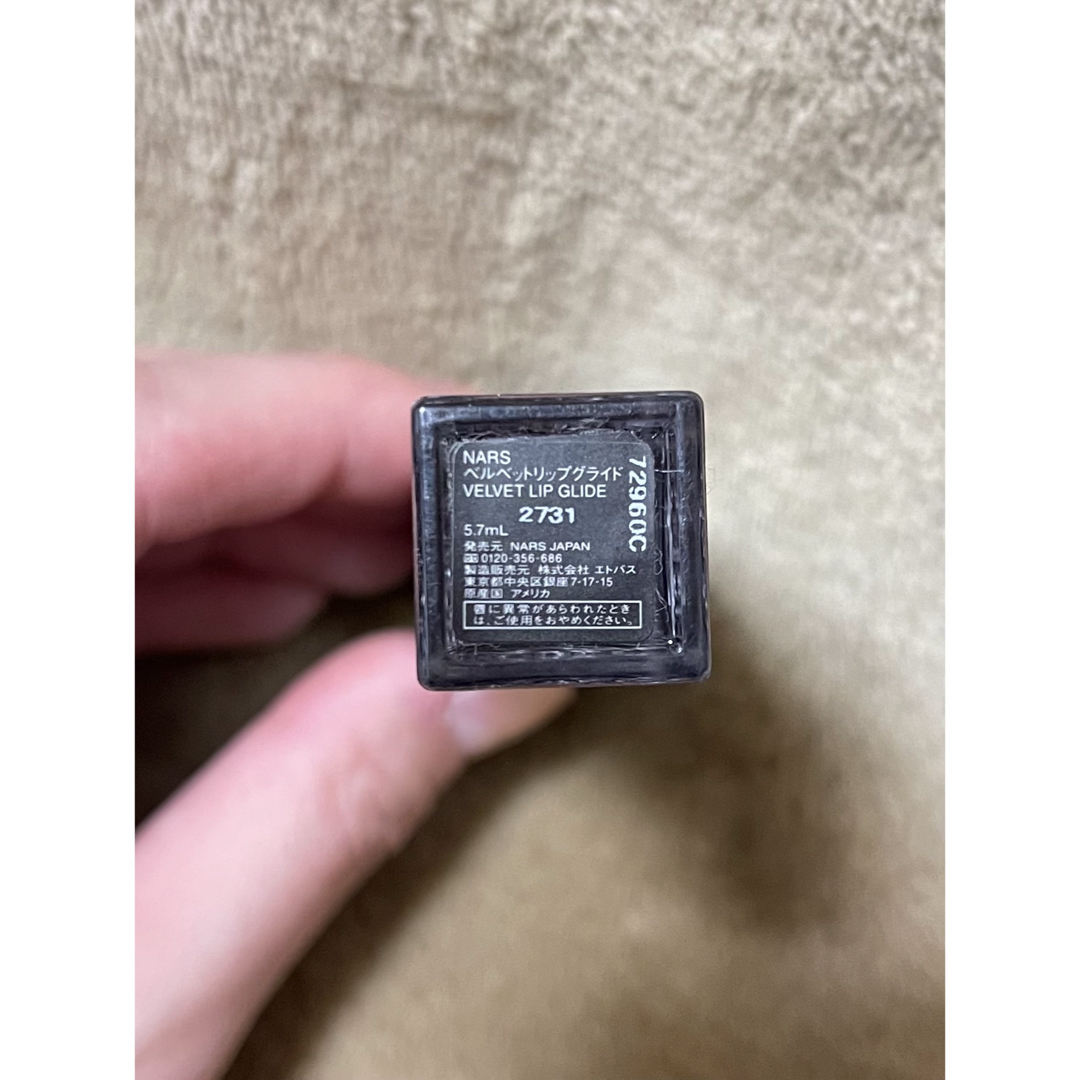 NARS
ベルベットリップグライド
VELVET LIP GLIDE
2731
5.7mL
発売元 NARS JAPAN
0120-356-686
製造販売元 株式会社 エトバス
東京都中央区銀座7-17-15
原産国 アメリカ
唇に異常があらわれたとき
は、ご使用をおやめください。
72960C